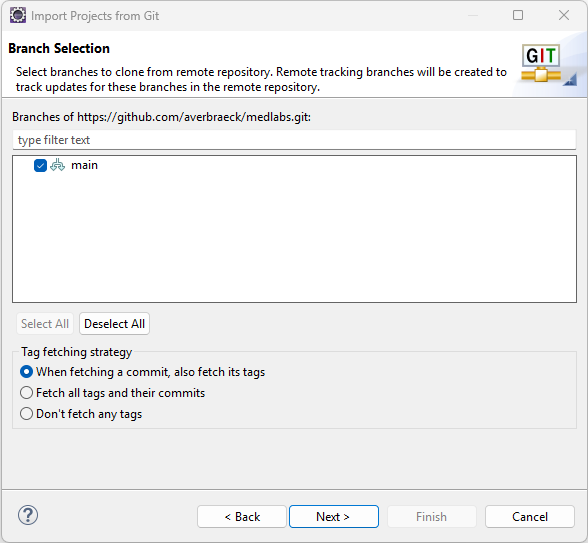 Import Projects from Git
Branch Selection
GIT
Select branches to clone from remote repository. Remote tracking branches will be created to
track updates for these branches in the remote repository.
Branches of https://github.com/averbraeck/medlabs.git:
type filter text
main
Select All
Deselect All
Tag fetching strategy
When fetching a commit, also fetch its tags
Fetch all tags and their commits
Don't fetch any tags
?
< Back
Next >
Finish
Cancel